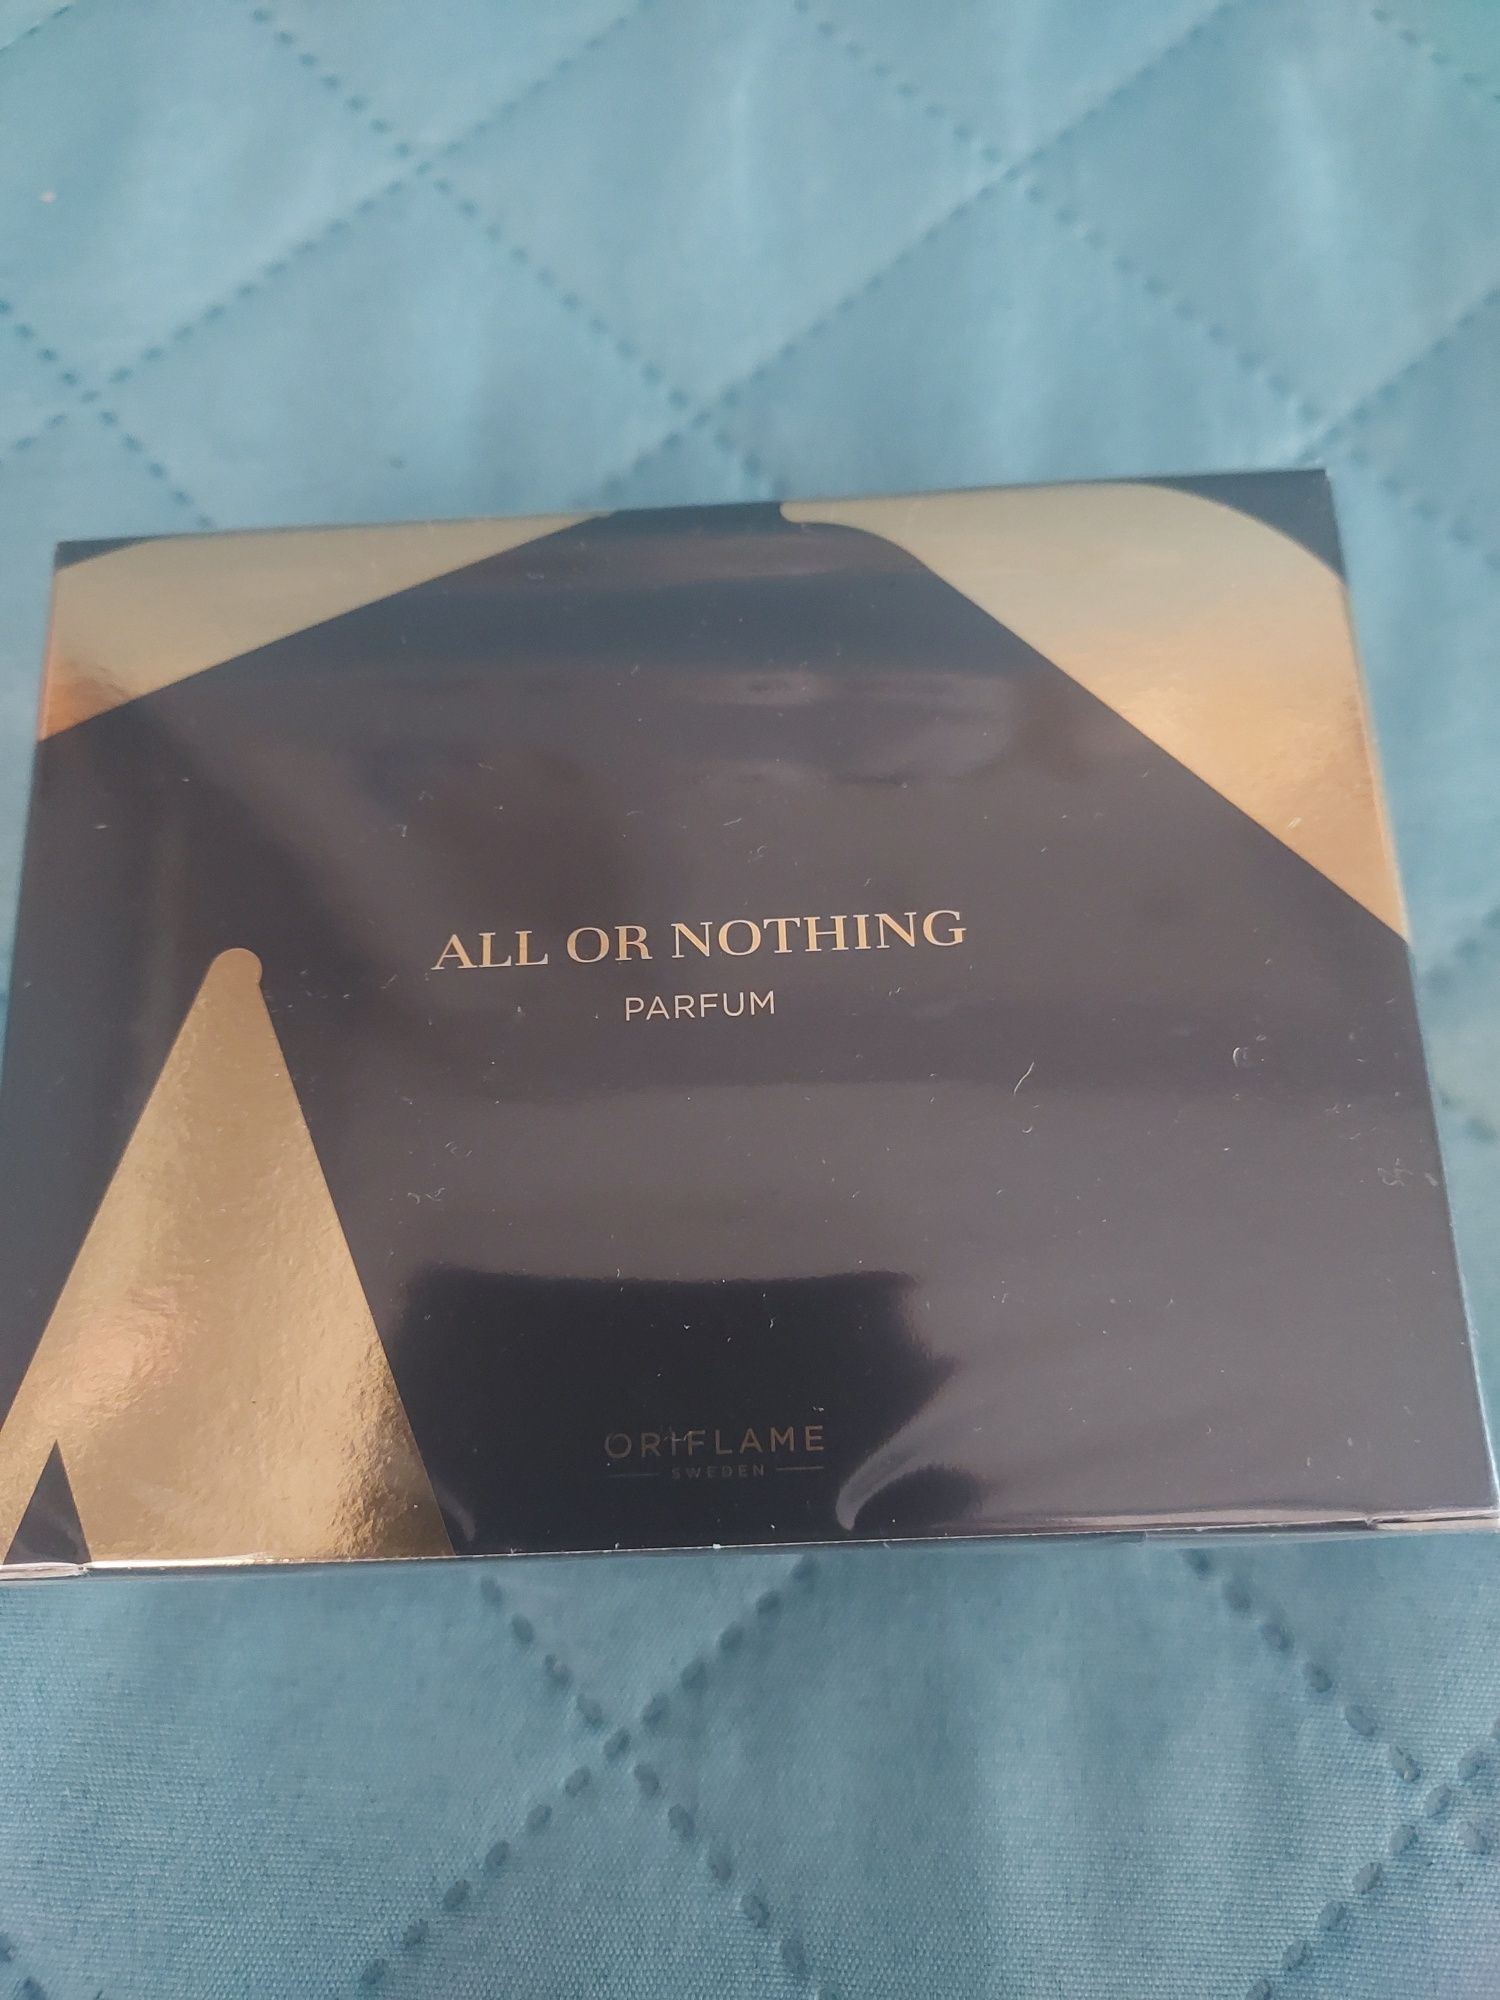 ALL OR NOTHING
PARFUM
ORIFLAME
SWEDEN